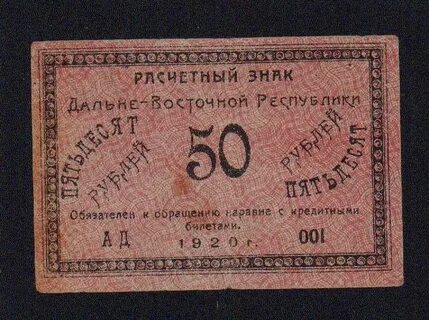 РАСЧЕТНЫЙ ЗНАК
Дальне-Восточной Республики
ПЯТЬДЕСЯТ
РУБЛЕЙ
50
РУБЛЕЙ
ПЯТЬДЕСЯТ
Обязателен к обращению наравне с кредитными
билетами.
АД 1920 г. 001